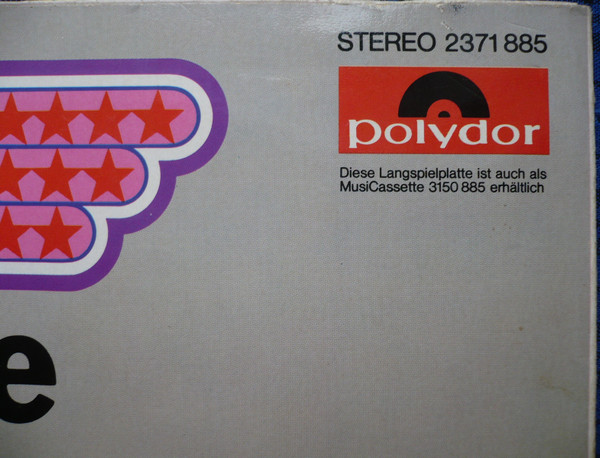 STEREO 2371 885
polydor
Diese Langspielplatte ist auch als
MusiCassette 3150 885 erhältlich
e